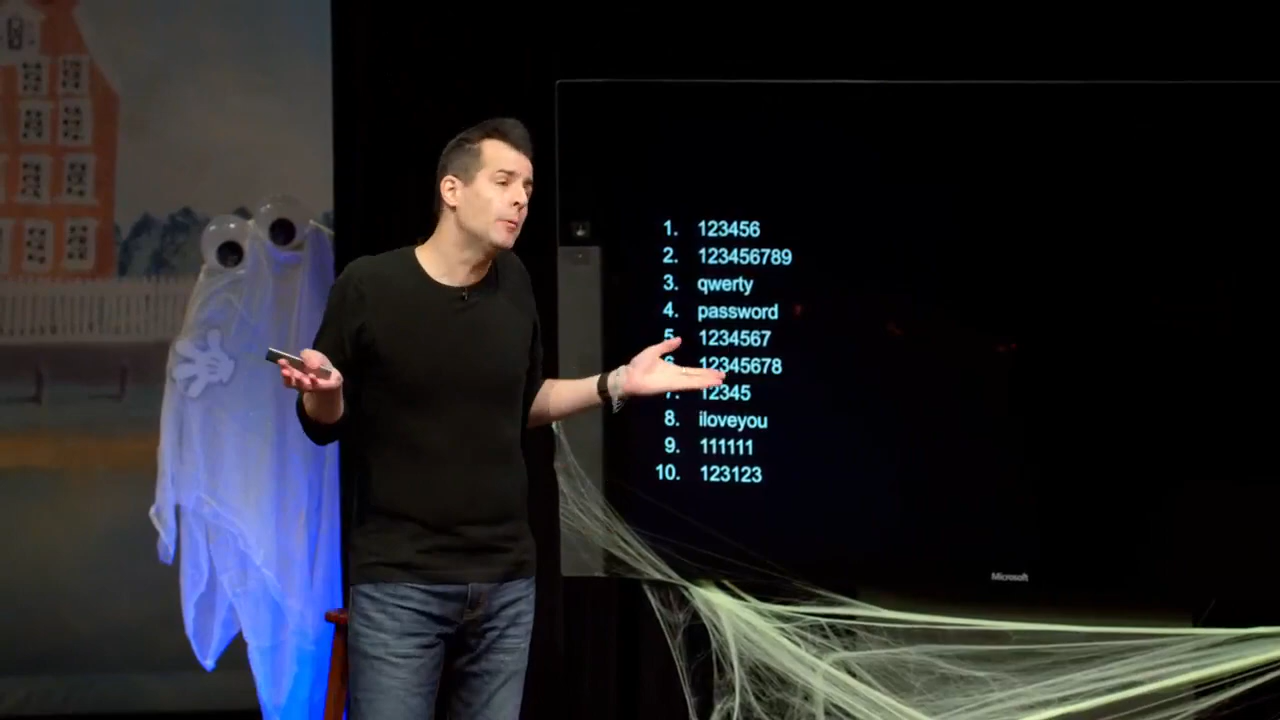 1. 123456
2. 123456789
3. qwerty
4. password
5. 1234567
6. 12345678
7. 12345
8. iloveyou
9. 111111
10. 123123
Microsoft